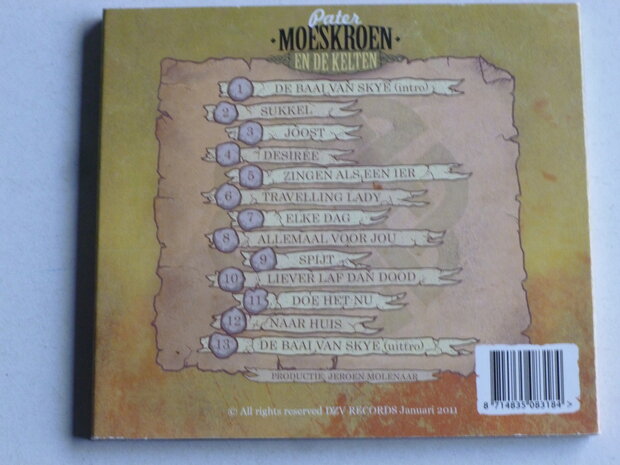 Pater
MOESKROEN
EN DE KELTEN
1 DE BAAI VAN SKYE (intro)
2 SUKKEL
3 JOOST
4 DESIRÉE
5 ZINGEN ALS EEN IER
6 TRAVELLING LADY
7 ELKE DAG
8 ALLEMAAL VOOR JOU
9 SPIJT
10 LIEVER LAF DAN DOOD
11 DOE HET NU
12 NAAR HUIS
13 DE BAAI VAN SKYE (uittro)
PRODUCTIE: JEROEN MOLENAAR
© All rights reserved DZV RECORDS Januari 2011
8 714835 083184 >